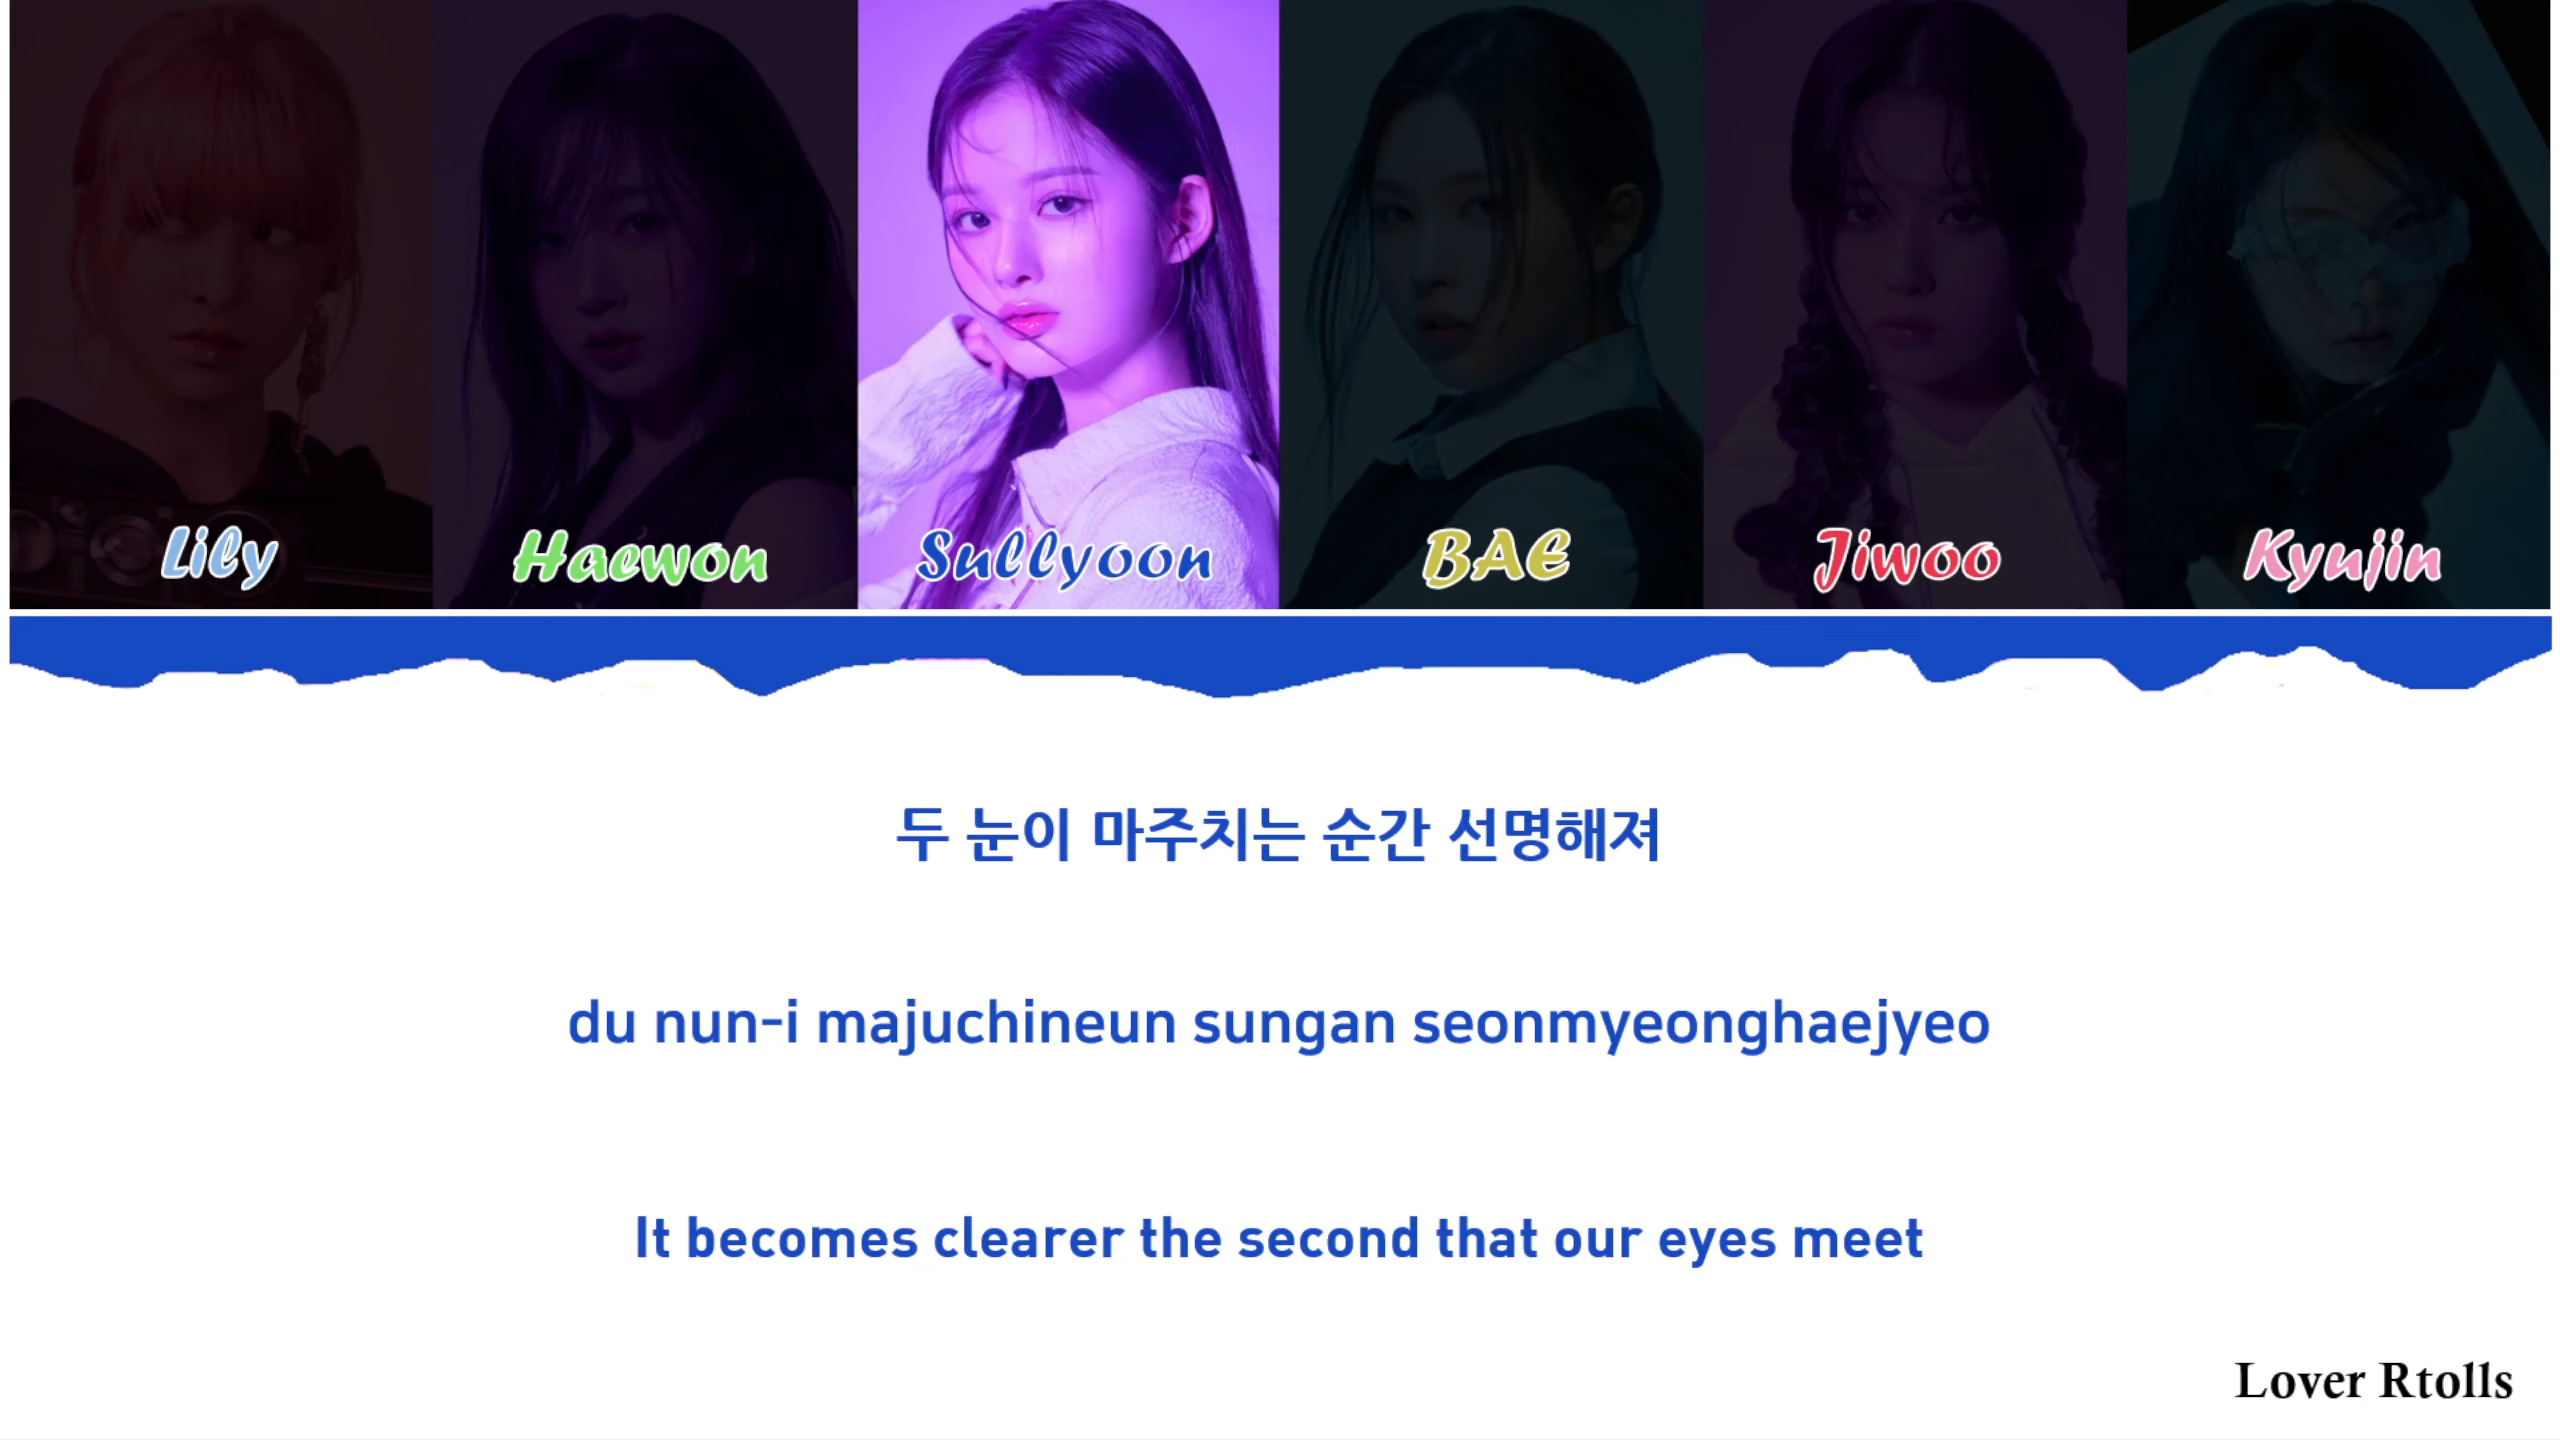 Lily Haewon Sullyoon BAE Jiwoo Kyujin
두 눈이 마주치는 순간 선명해져
du nun-i majuchineun sungan seonmyeonghaejyeo
It becomes clearer the second that our eyes meet
Lover Rtolls